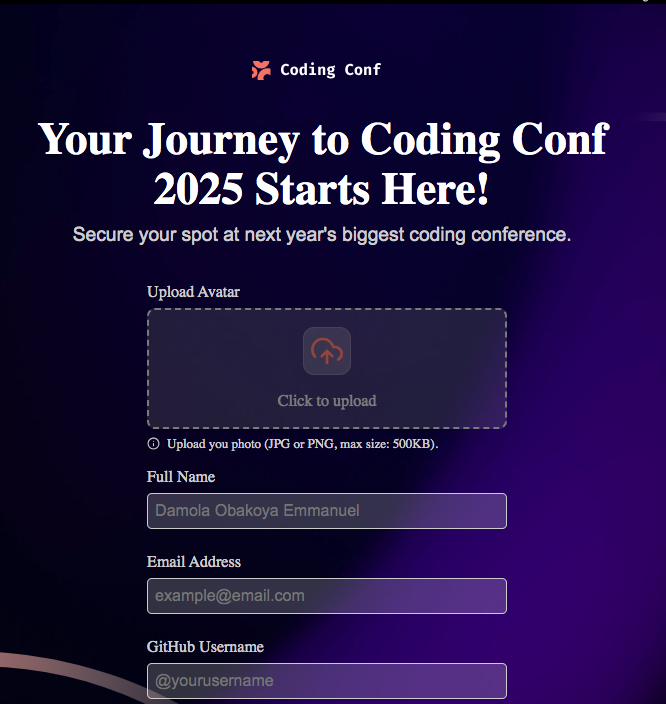 Coding Conf
Your Journey to Coding Conf
2025 Starts Here!
Secure your spot at next year's biggest coding conference.
Upload Avatar
Click to upload
Upload you photo (JPG or PNG, max size: 500KB).
Full Name
Damola Obakoya Emmanuel
Email Address
example@email.com
GitHub Username
@yourusername